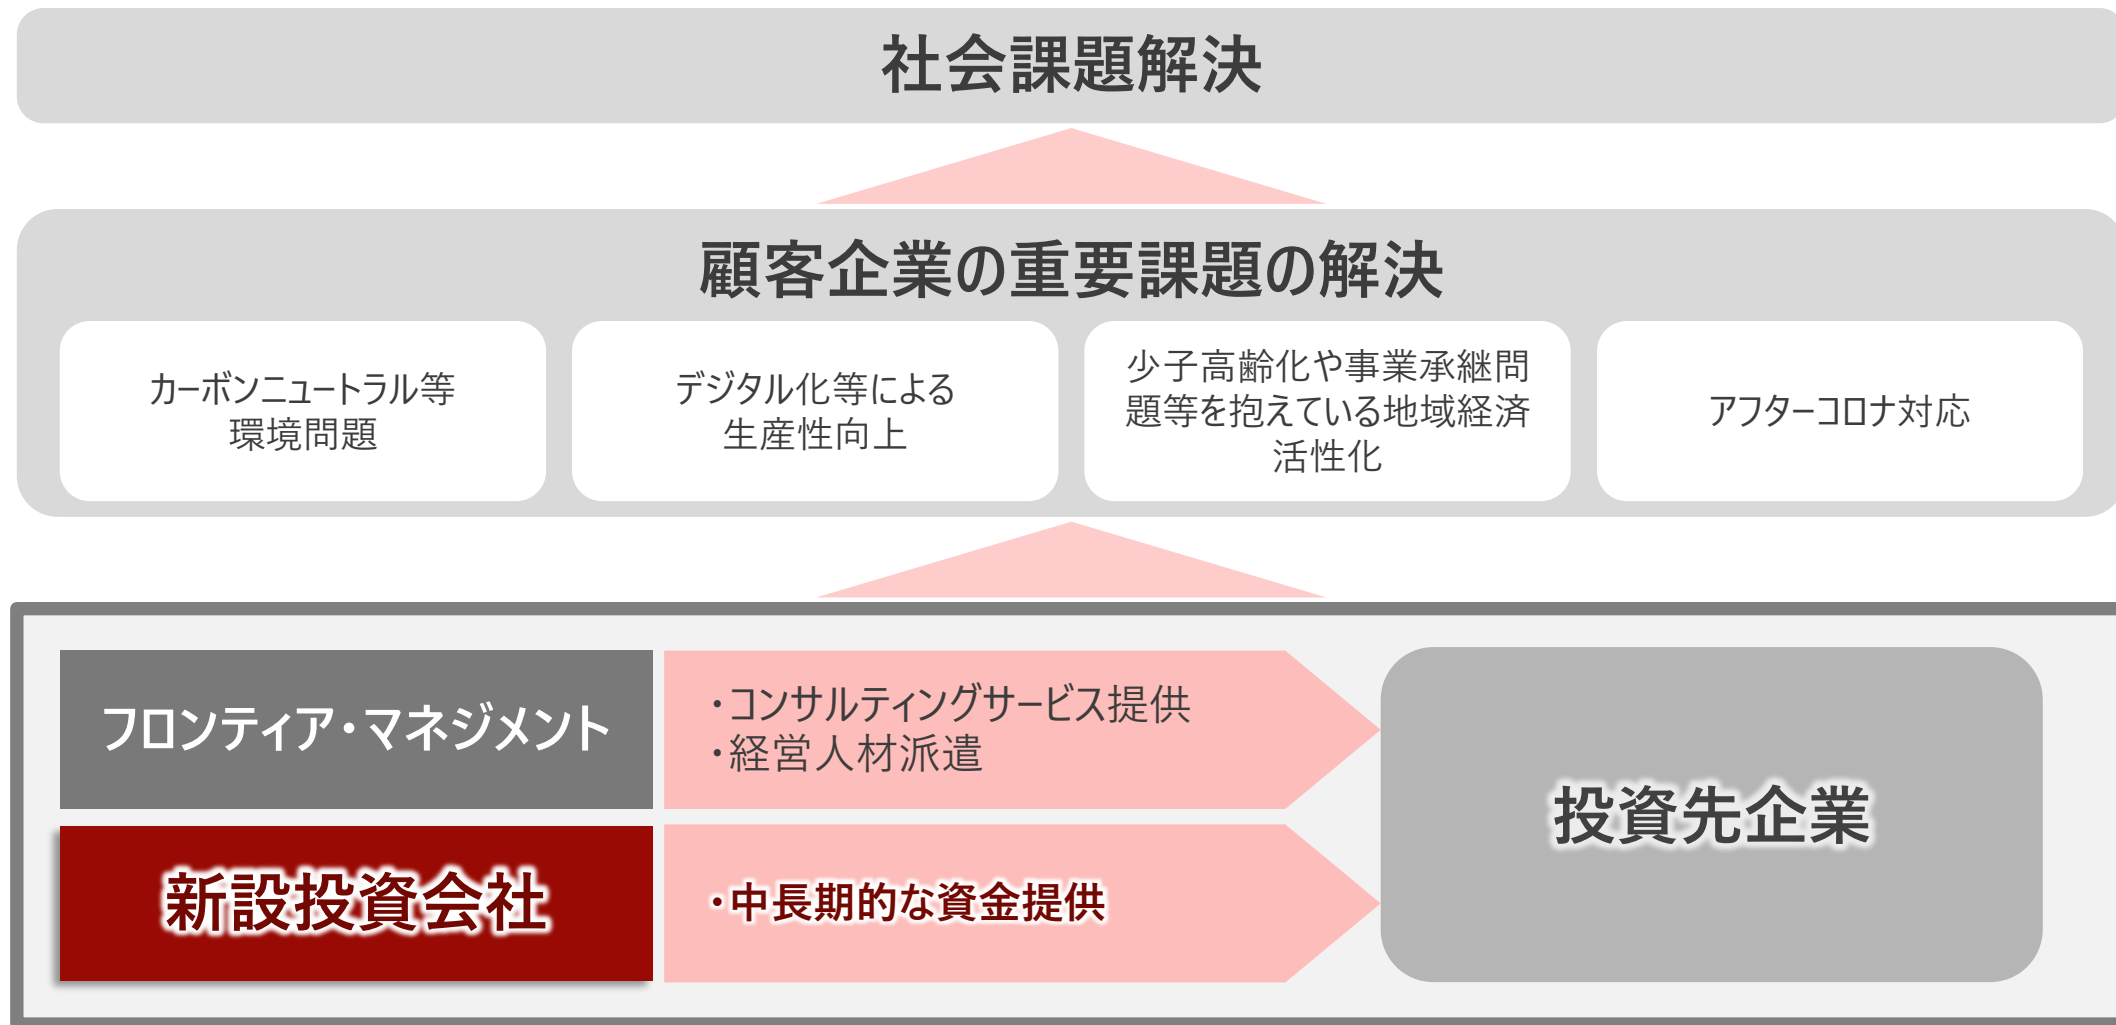 社会課題解決
顧客企業の重要課題の解決
カーボンニュートラル等
環境問題
デジタル化等による
生産性向上
少子高齢化や事業承継問
題等を抱えている地域経済
活性化
アフターコロナ対応
フロンティア・マネジメント
・コンサルティングサービス提供
・経営人材派遣
新設投資会社
・中長期的な資金提供
投資先企業